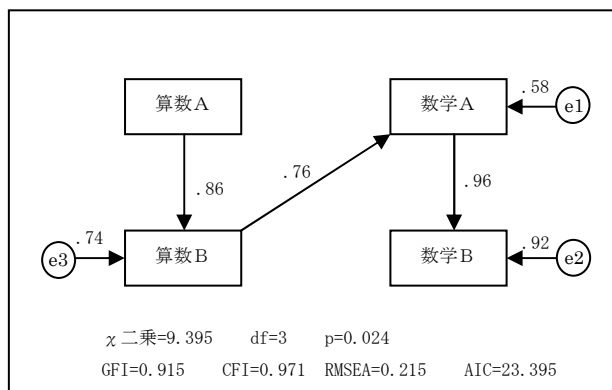 算数A 数学A .58 e1
.86 .76 .96
.74 .92
e3 算数B 数学B e2
χ二乗=9.395 df=3 p=0.024
GFI=0.915 CFI=0.971 RMSEA=0.215 AIC=23.395